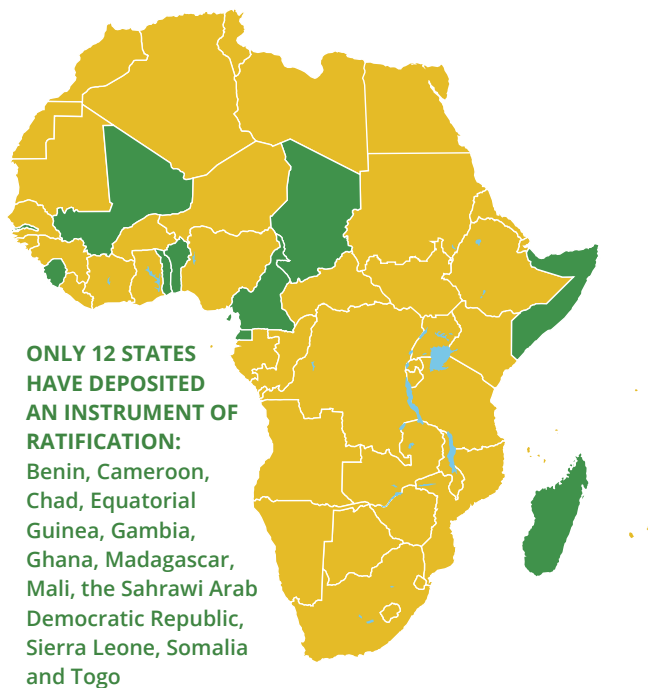 ONLY 12 STATES
HAVE DEPOSITED
AN INSTRUMENT OF
RATIFICATION:
Benin, Cameroon,
Chad, Equatorial
Guinea, Gambia,
Ghana, Madagascar,
Mali, the Sahrawi Arab
Democratic Republic,
Sierra Leone, Somalia
and Togo